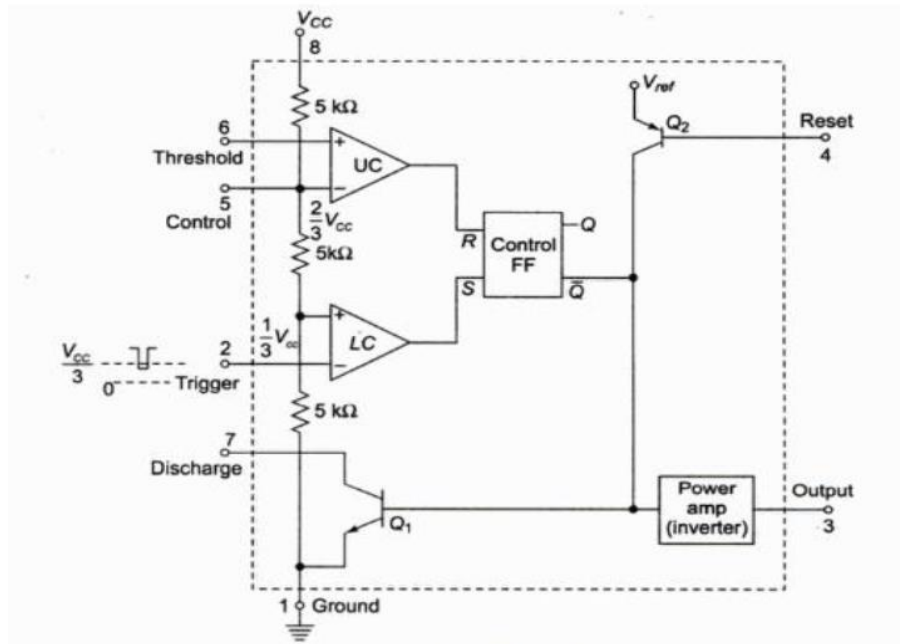 VCC
8
5 kΩ
Vref
Q2
Reset
4
6
Threshold
+
UC
−
5
Control
2/3 Vcc
5kΩ
R
Control
FF
Q
S
Q̅
+
LC
−
1/3 Vcc
VCC/3
0
2
Trigger
5 kΩ
7
Discharge
Q1
Power
amp
(inverter)
Output
3
1
Ground